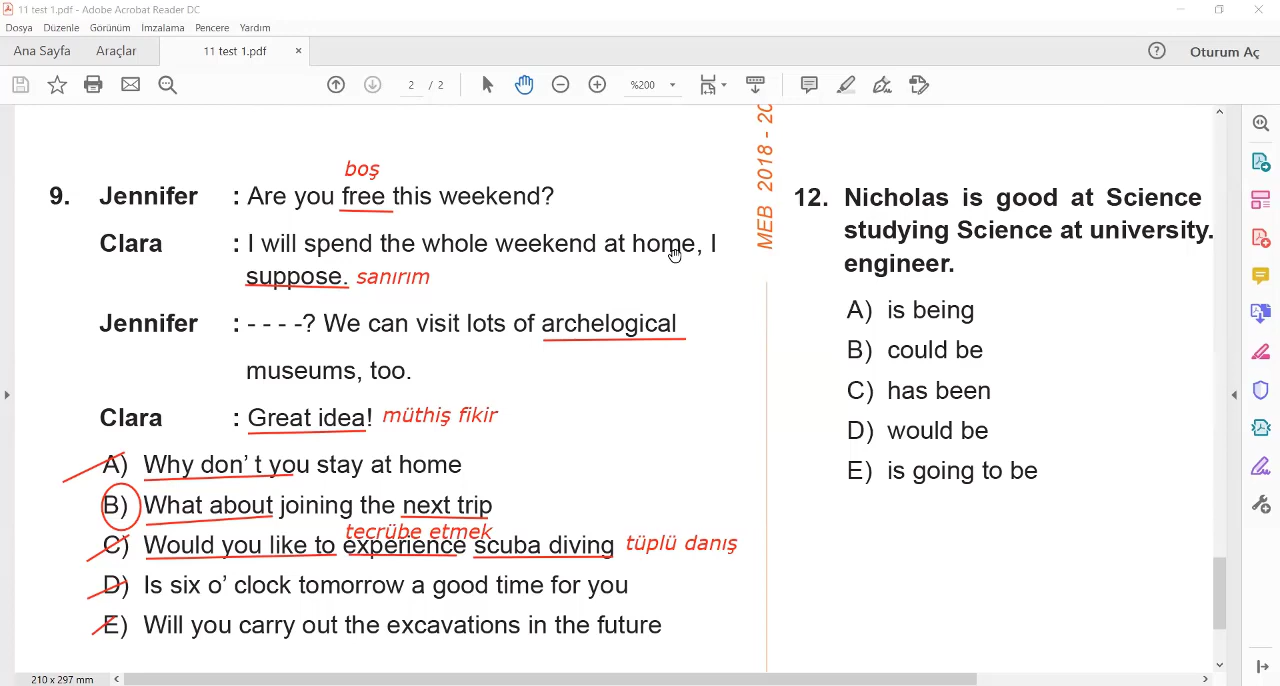 11 test 1.pdf - Adobe Acrobat Reader DC
Dosya Düzenle Görünüm İmzalama Pencere Yardım
Ana Sayfa Araçlar 11 test 1.pdf × ? Oturum Aç
2 / 2 %200
MEB 2018 - 20
boş
9. Jennifer : Are you free this weekend?
Clara : I will spend the whole weekend at home, I
suppose. sanırım
Jennifer : - - - -? We can visit lots of archelogical
museums, too.
Clara : Great idea! müthiş fikir
A) Why don' t you stay at home
B) What about joining the next trip
tecrübe etmek
C) Would you like to experience scuba diving tüplü danış
D) Is six o' clock tomorrow a good time for you
E) Will you carry out the excavations in the future
12. Nicholas is good at Science
studying Science at university.
engineer.
A) is being
B) could be
C) has been
D) would be
E) is going to be
210 x 297 mm